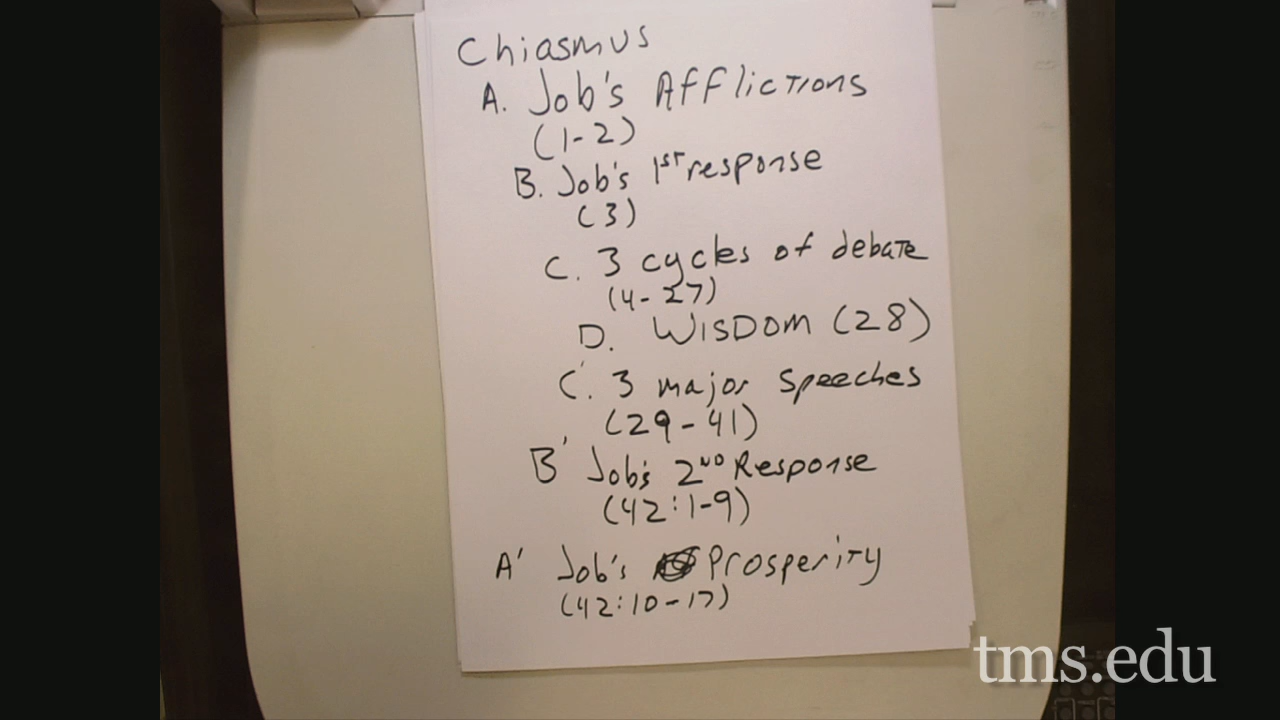 Chiasmus
A. Job's Afflictions
(1-2)
B. Job's 1st response
(3)
C. 3 cycles of debate
(4-27)
D. Wisdom (28)
C'. 3 major speeches
(29-41)
B' Job's 2nd Response
(42:1-9)
A' Job's Prosperity
(42:10-17)
tms.edu